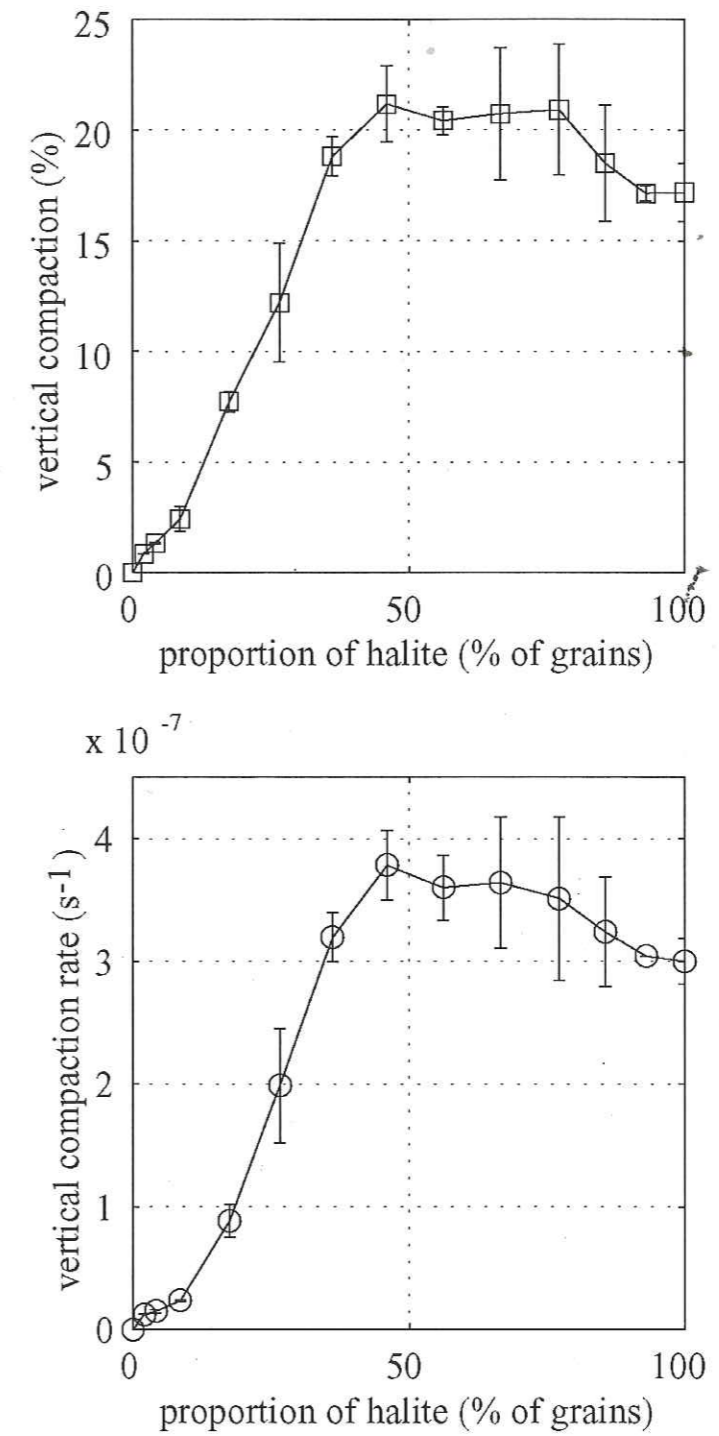 25
20
15
10
5
0
vertical compaction (%)
0 50 100
proportion of halite (% of grains)
x 10 -7
4
3
2
1
0
vertical compaction rate (s-1)
0 50 100
proportion of halite (% of grains)